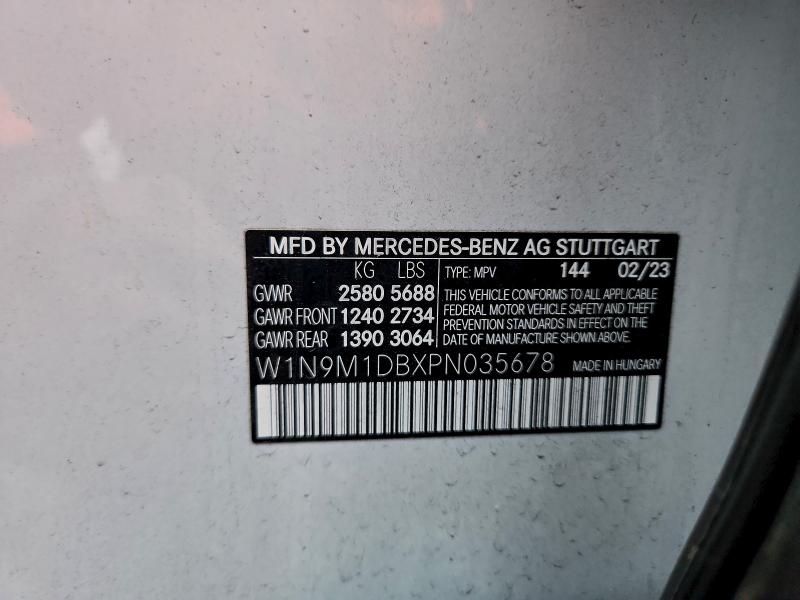 MFD BY MERCEDES-BENZ AG STUTTGART
KG LBS
GVWR 2580 5688
GAWR FRONT 1240 2734
GAWR REAR 1390 3064
TYPE: MPV 144 02/23
THIS VEHICLE CONFORMS TO ALL APPLICABLE
FEDERAL MOTOR VEHICLE SAFETY AND THEFT
PREVENTION STANDARDS IN EFFECT ON THE
DATE OF MANUFACTURE SHOWN ABOVE.
W1N9M1DBXPN035678 MADE IN HUNGARY